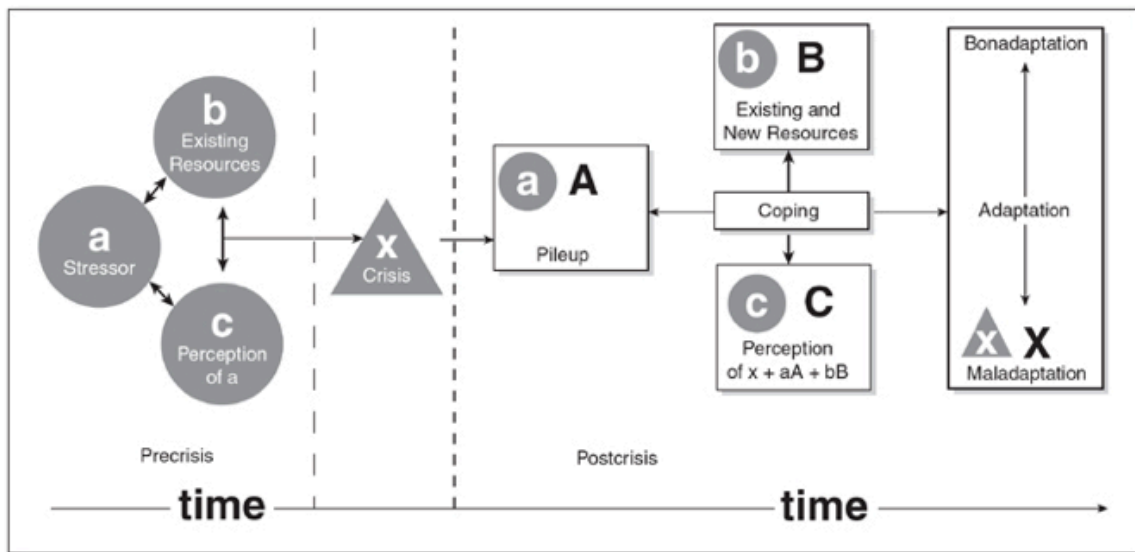 b
Existing
Resources
a
Stressor
c
Perception
of a
x
Crisis
a A
Pileup
b B
Existing and
New Resources
Coping
c C
Perception
of x + aA + bB
Bonadaptation
Adaptation
x X
Maladaptation
Precrisis
Postcrisis
time
time